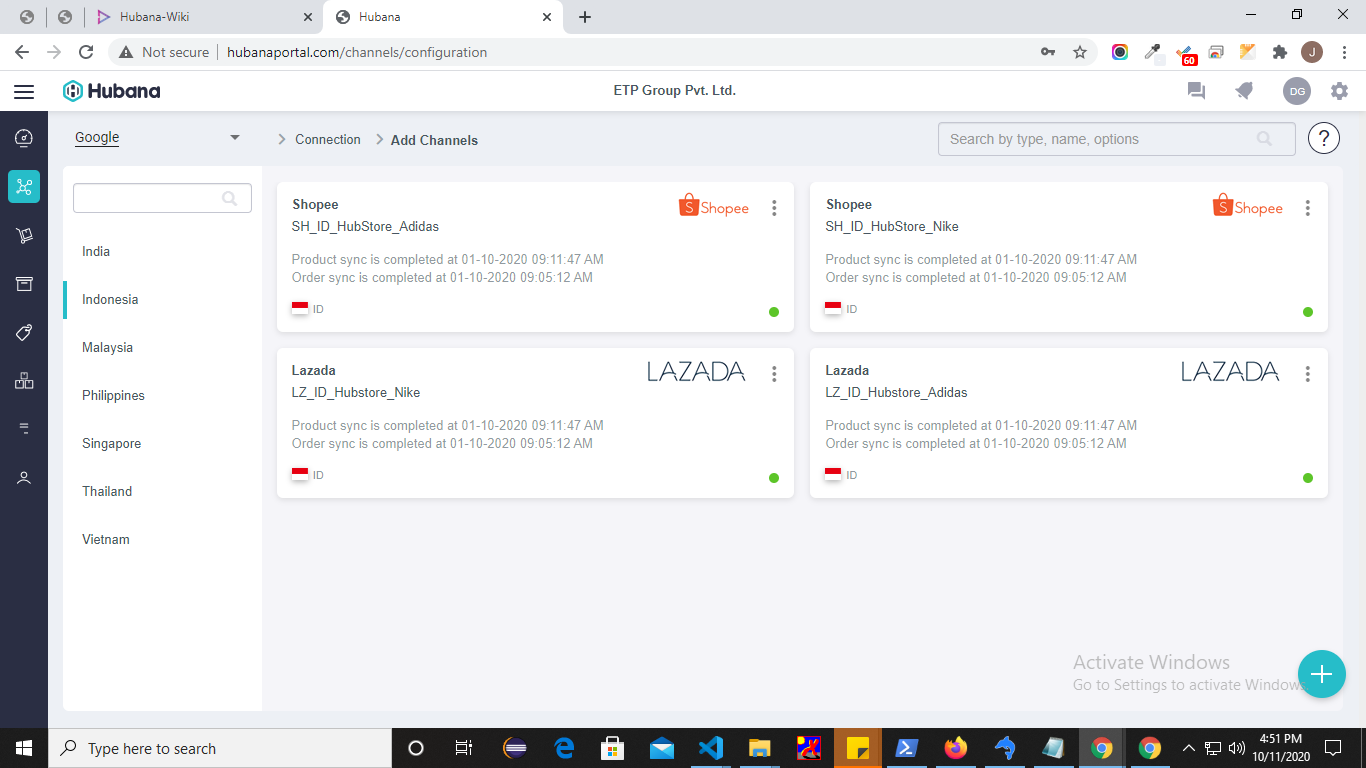 Hubana-Wiki
Hubana
Not secure
hubanaportal.com/channels/configuration
60
J
Hubana
ETP Group Pvt. Ltd.
DG
Google
Connection
Add Channels
Search by type, name, options
?
India
Indonesia
Malaysia
Philippines
Singapore
Thailand
Vietnam
Shopee
Shopee
SH_ID_HubStore_Adidas
Product sync is completed at 01-10-2020 09:11:47 AM
Order sync is completed at 01-10-2020 09:05:12 AM
ID
Shopee
Shopee
SH_ID_HubStore_Nike
Product sync is completed at 01-10-2020 09:11:47 AM
Order sync is completed at 01-10-2020 09:05:12 AM
ID
Lazada
LAZADA
LZ_ID_Hubstore_Nike
Product sync is completed at 01-10-2020 09:11:47 AM
Order sync is completed at 01-10-2020 09:05:12 AM
ID
Lazada
LAZADA
LZ_ID_Hubstore_Adidas
Product sync is completed at 01-10-2020 09:11:47 AM
Order sync is completed at 01-10-2020 09:05:12 AM
ID
Activate Windows
Go to Settings to activate Windows.
Type here to search
4:51 PM
10/11/2020